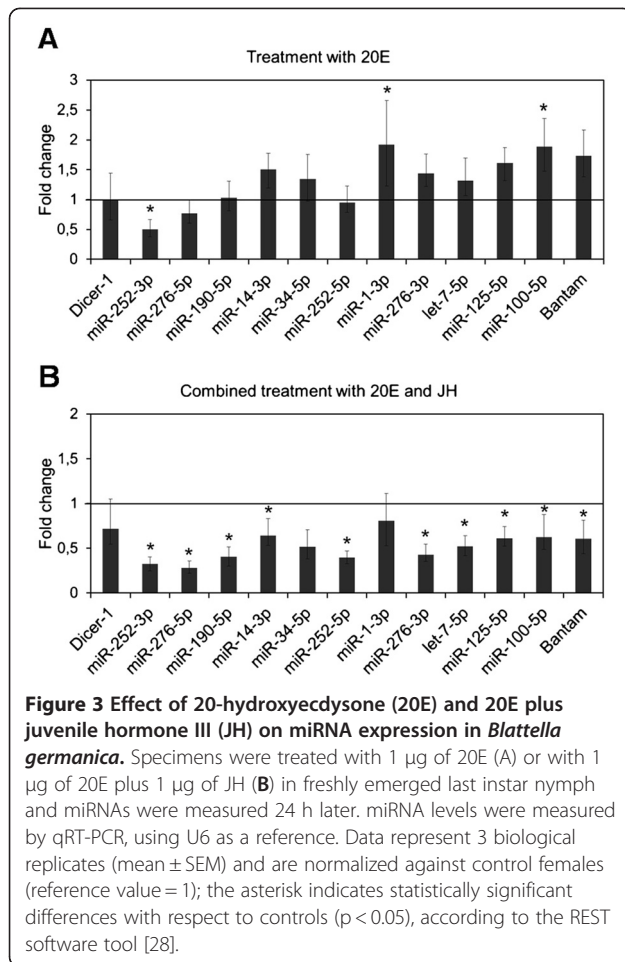 A
Treatment with 20E
Fold change
3
2,5
2
1,5
1
0,5
0
* * *
Dicer-1 miR-252-3p miR-276-5p miR-190-5p miR-14-3p miR-34-5p miR-252-5p miR-1-3p miR-276-3p let-7-5p miR-125-5p miR-100-5p Bantam
B
Combined treatment with 20E and JH
Fold change
2
1,5
1
0,5
0
* * * * * * * * * *
Dicer-1 miR-252-3p miR-276-5p miR-190-5p miR-14-3p miR-34-5p miR-252-5p miR-1-3p miR-276-3p let-7-5p miR-125-5p miR-100-5p Bantam
Figure 3 Effect of 20-hydroxyecdysone (20E) and 20E plus
juvenile hormone III (JH) on miRNA expression in Blattella
germanica. Specimens were treated with 1 μg of 20E (A) or with 1
μg of 20E plus 1 μg of JH (B) in freshly emerged last instar nymph
and miRNAs were measured 24 h later. miRNA levels were measured
by qRT-PCR, using U6 as a reference. Data represent 3 biological
replicates (mean ± SEM) and are normalized against control females
(reference value = 1); the asterisk indicates statistically significant
differences with respect to controls (p < 0.05), according to the REST
software tool [28].